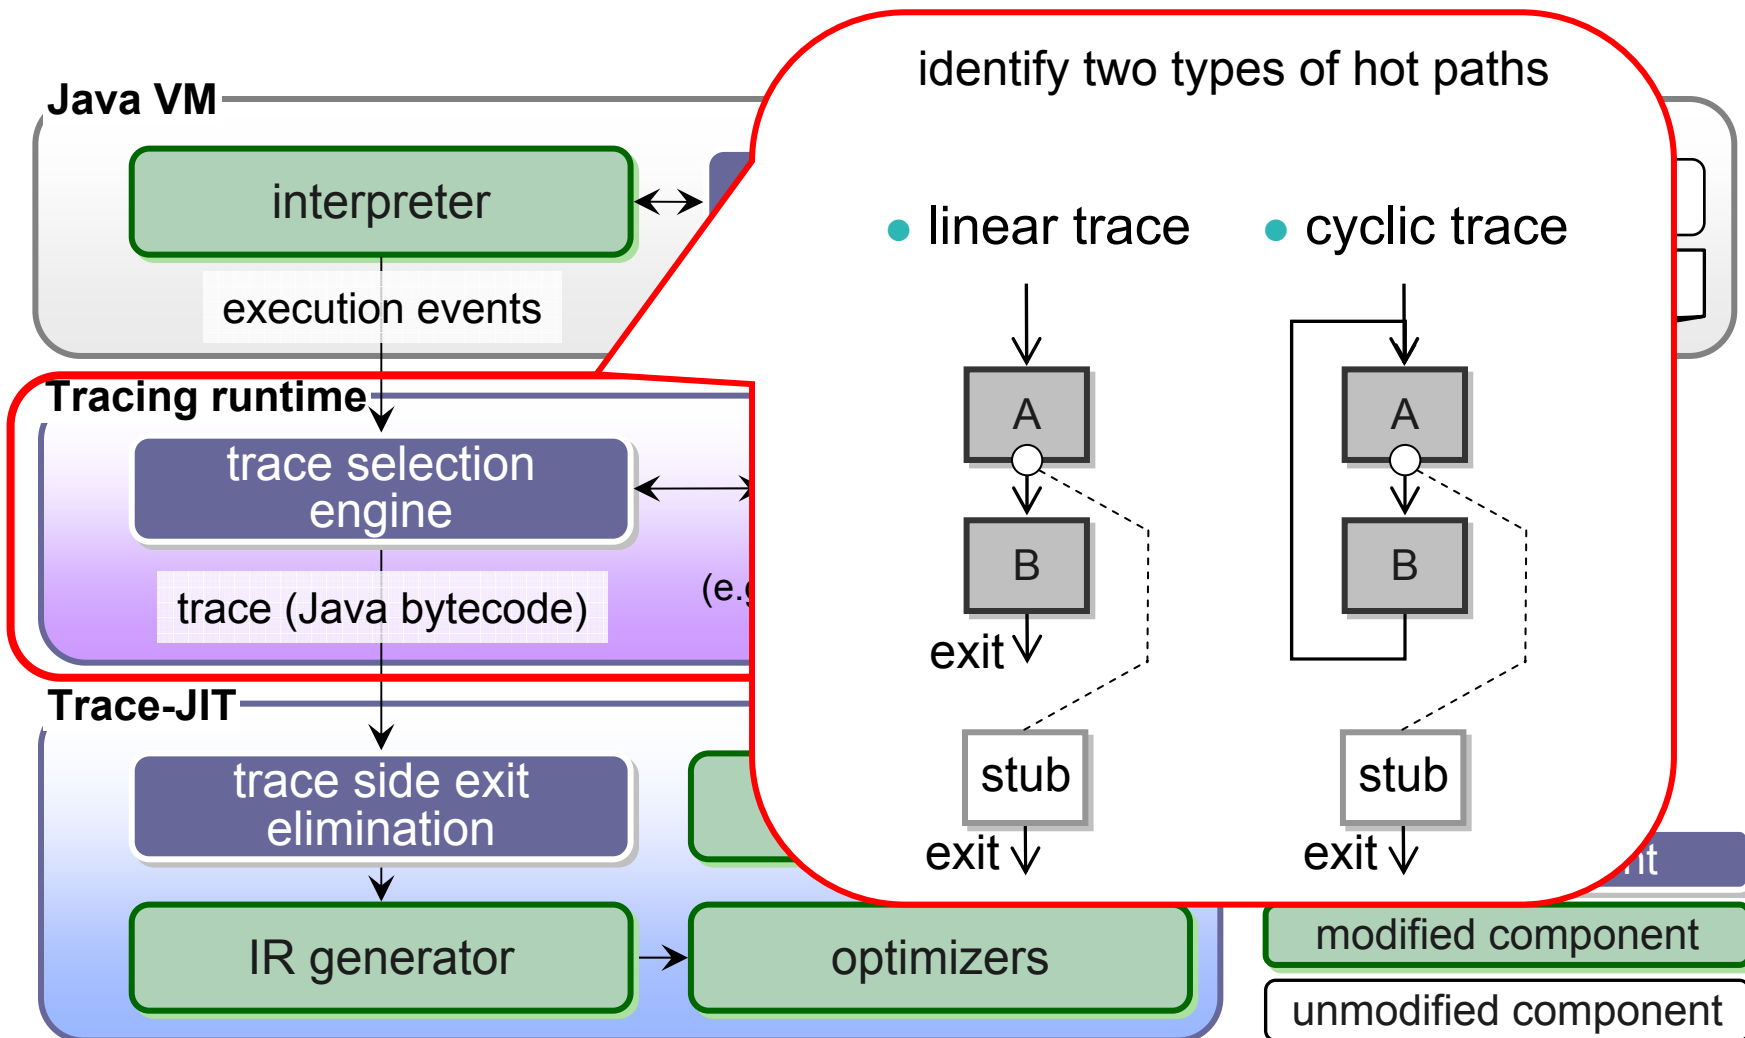 identify two types of hot paths
Java VM
interpreter
linear trace
cyclic trace
execution events
Tracing runtime
A
A
trace selection
engine
B
B
(e.g
trace (Java bytecode)
exit
Trace-JIT
trace side exit
elimination
stub
stub
exit
exit
nt
IR generator
optimizers
modified component
unmodified component